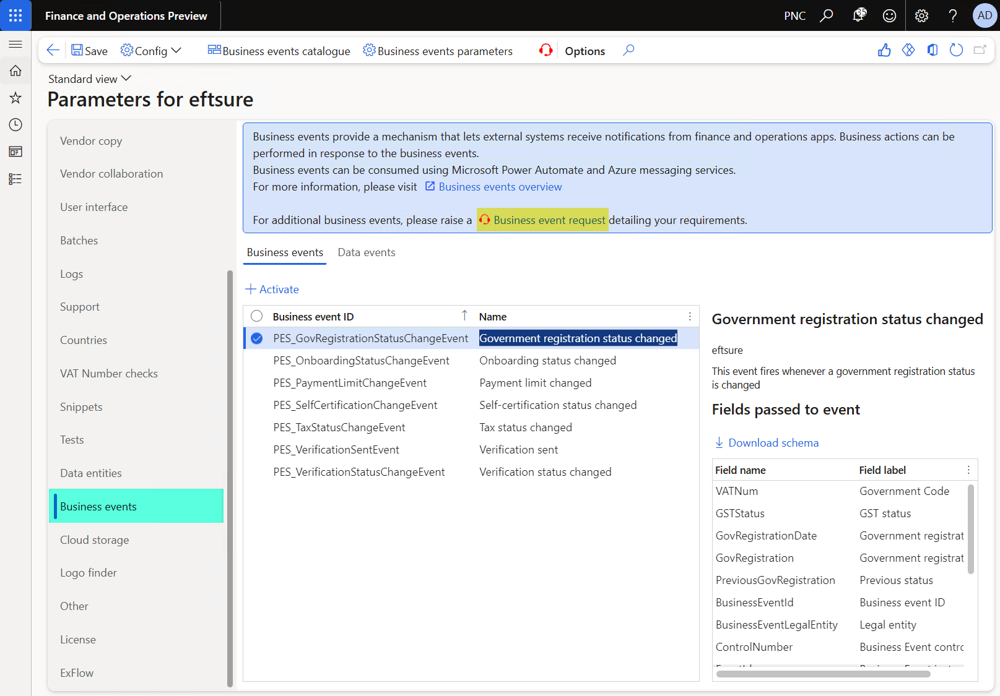 Finance and Operations Preview
PNC
35
AD
Save
Config
Business events catalogue
Business events parameters
Options
Standard view
Parameters for eftsure
Vendor copy
Vendor collaboration
User interface
Batches
Logs
Support
Countries
VAT Number checks
Snippets
Tests
Data entities
Business events
Cloud storage
Logo finder
Other
License
ExFlow
Business events provide a mechanism that lets external systems receive notifications from finance and operations apps. Business actions can be
performed in response to the business events.
Business events can be consumed using Microsoft Power Automate and Azure messaging services.
For more information, please visit Business events overview
For additional business events, please raise a Business event request detailing your requirements.
Business events Data events
Activate
Business event ID Name
PES_GovRegistrationStatusChangeEvent Government registration status changed
PES_OnboardingStatusChangeEvent Onboarding status changed
PES_PaymentLimitChangeEvent Payment limit changed
PES_SelfCertificationChangeEvent Self-certification status changed
PES_TaxStatusChangeEvent Tax status changed
PES_VerificationSentEvent Verification sent
PES_VerificationStatusChangeEvent Verification status changed
Government registration status changed
eftsure
This event fires whenever a government registration status
is changed
Fields passed to event
Download schema
Field name Field label
VATNum Government Code
GSTStatus GST status
GovRegistrationDate Government registrat
GovRegistration Government registrat
PreviousGovRegistration Previous status
BusinessEventId Business event ID
BusinessEventLegalEntity Legal entity
ControlNumber Business Event contro